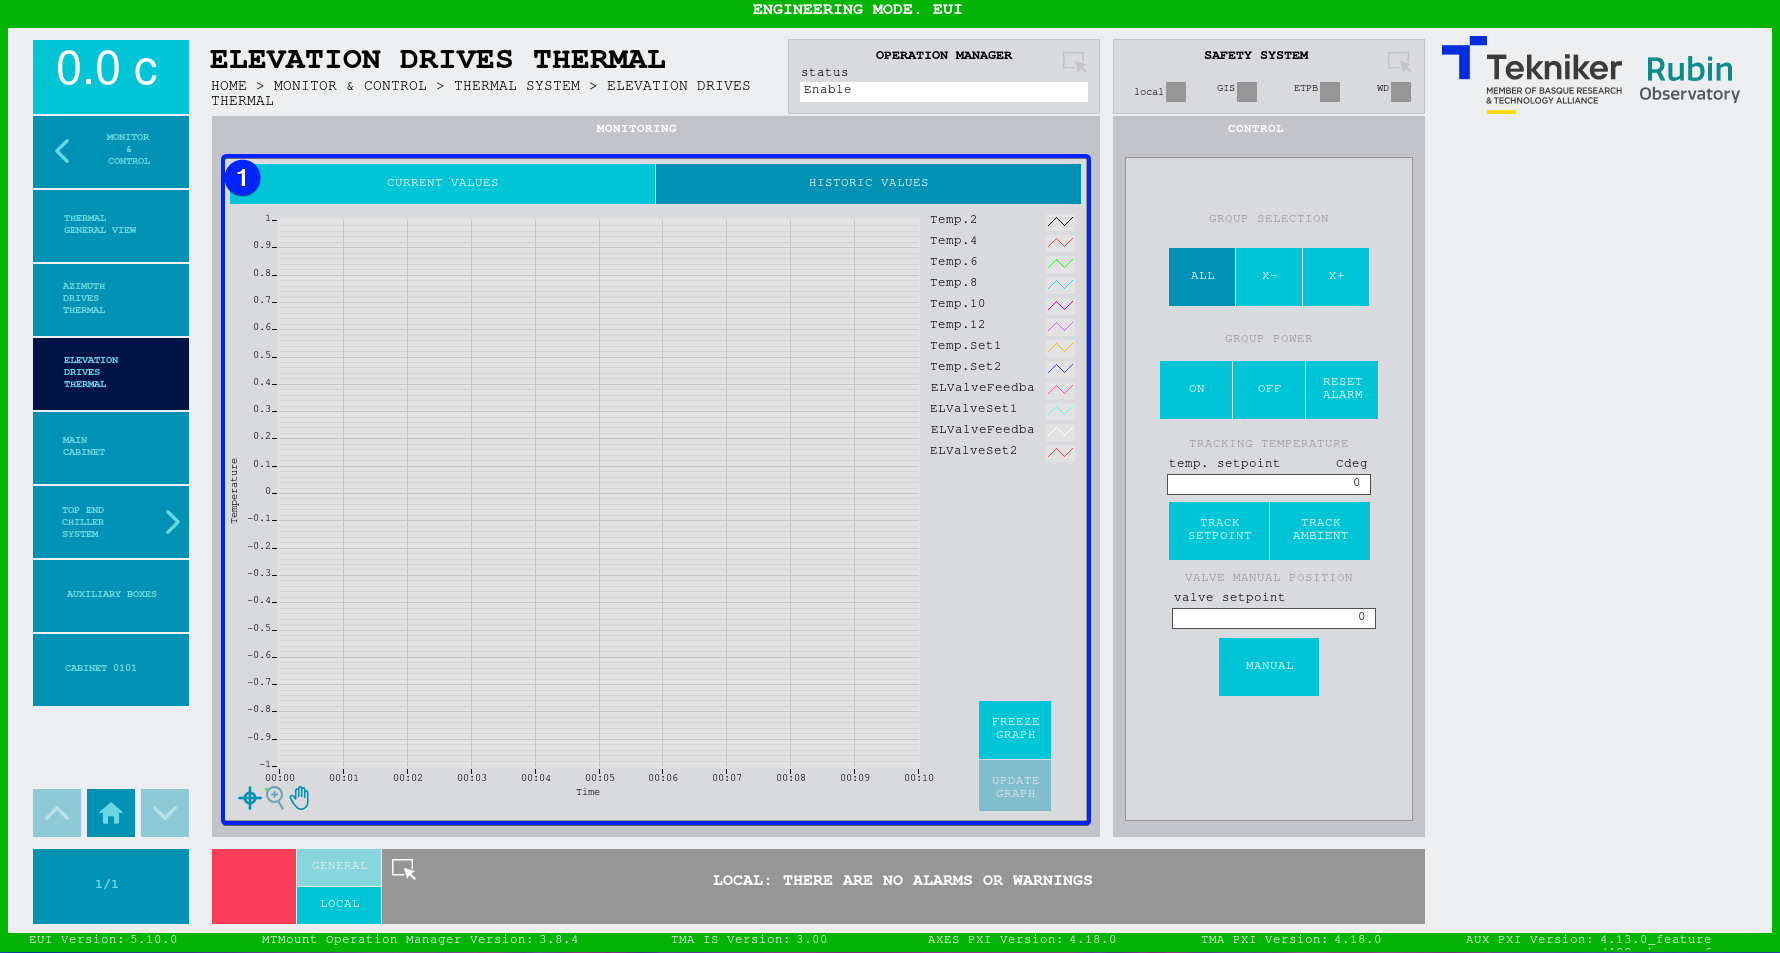 ENGINEERING MODE. EUI
0.0 C
ELEVATION DRIVES THERMAL
HOME > MONITOR & CONTROL > THERMAL SYSTEM > ELEVATION DRIVES
THERMAL
OPERATION MANAGER
status
Enable
SAFETY SYSTEM
local
GIS
ETPB
WD
Tekniker
MEMBER OF BASQUE RESEARCH
& TECHNOLOGY ALLIANCE
Rubin
Observatory
MONITOR
&
CONTROL
THERMAL
GENERAL VIEW
AZIMUTH
DRIVES
THERMAL
ELEVATION
DRIVES
THERMAL
MAIN
CABINET
TOP END
CHILLER
SYSTEM
AUXILIARY BOXES
CABINET 0101
1/1
MONITORING
1
CURRENT VALUES
HISTORIC VALUES
1
0.9
0.8
0.7
0.6
0.5
0.4
0.3
0.2
0.1
0
-0.1
-0.2
-0.3
-0.4
-0.5
-0.6
-0.7
-0.8
-0.9
-1
Temperature
00:00
00:01
00:02
00:03
00:04
00:05
00:06
00:07
00:08
00:09
00:10
Time
Temp.2
Temp.4
Temp.6
Temp.8
Temp.10
Temp.12
Temp.Set1
Temp.Set2
ELValveFeedba
ELValveSet1
ELValveFeedba
ELValveSet2
FREEZE
GRAPH
UPDATE
GRAPH
CONTROL
GROUP SELECTION
ALL
X-
X+
GROUP POWER
ON
OFF
RESET
ALARM
TRACKING TEMPERATURE
temp. setpoint
Cdeg
0
TRACK
SETPOINT
TRACK
AMBIENT
VALVE MANUAL POSITION
valve setpoint
0
MANUAL
GENERAL
LOCAL
LOCAL: THERE ARE NO ALARMS OR WARNINGS
EUI Version: 5.10.0
MTMount Operation Manager Version: 3.8.4
TMA IS Version: 3.00
AXES PXI Version: 4.18.0
TMA PXI Version: 4.18.0
AUX PXI Version: 4.13.0_feature